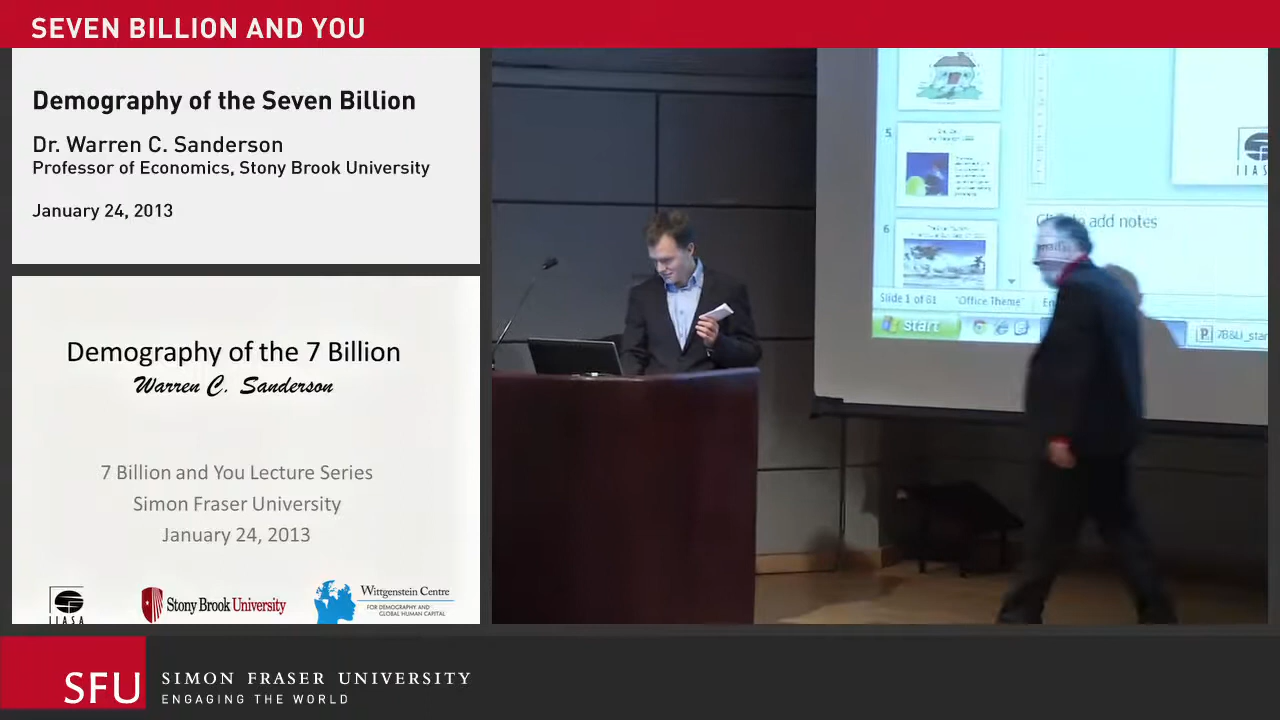 SEVEN BILLION AND YOU
Demography of the Seven Billion
Dr. Warren C. Sanderson
Professor of Economics, Stony Brook University
January 24, 2013
Demography of the 7 Billion
Warren C. Sanderson
7 Billion and You Lecture Series
Simon Fraser University
January 24, 2013
IIASA
Stony Brook University
Wittgenstein Centre
FOR DEMOGRAPHY AND
GLOBAL HUMAN CAPITAL
5
6
add notes
Slide 1 of 61 "Office Theme"
start
SFU
SIMON FRASER UNIVERSITY
ENGAGING THE WORLD